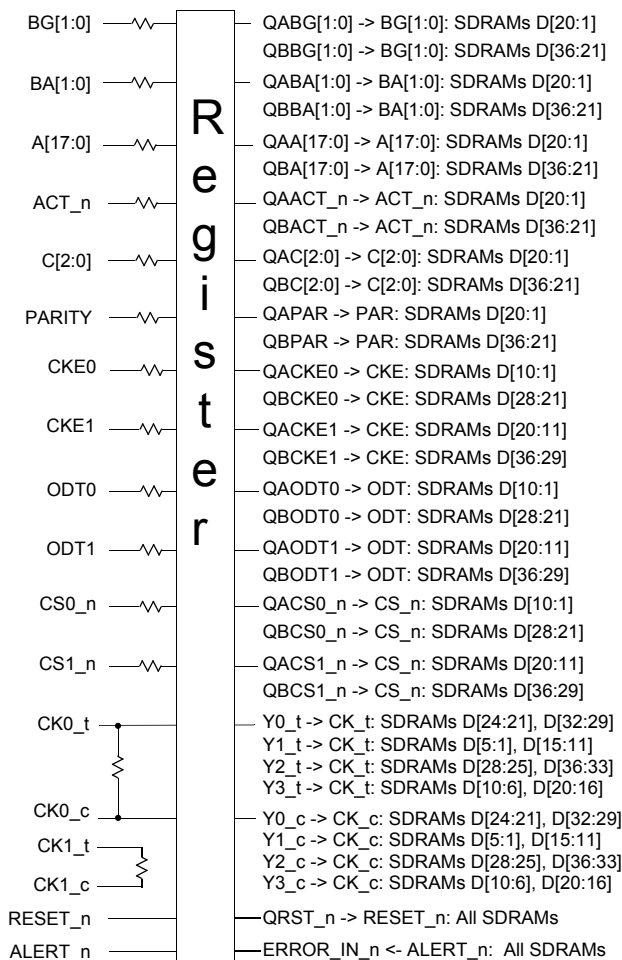 BG[1:0]
QABG[1:0] -> BG[1:0]: SDRAMs D[20:1]
QBBG[1:0] -> BG[1:0]: SDRAMs D[36:21]
BA[1:0]
QABA[1:0] -> BA[1:0]: SDRAMs D[20:1]
QBBA[1:0] -> BA[1:0]: SDRAMs D[36:21]
A[17:0]
QAA[17:0] -> A[17:0]: SDRAMs D[20:1]
QBA[17:0] -> A[17:0]: SDRAMs D[36:21]
ACT_n
QAACT_n -> ACT_n: SDRAMs D[20:1]
QBACT_n -> ACT_n: SDRAMs D[36:21]
C[2:0]
QAC[2:0] -> C[2:0]: SDRAMs D[20:1]
QBC[2:0] -> C[2:0]: SDRAMs D[36:21]
PARITY
QAPAR -> PAR: SDRAMs D[20:1]
QBPAR -> PAR: SDRAMs D[36:21]
CKE0
QACKE0 -> CKE: SDRAMs D[10:1]
QBCKE0 -> CKE: SDRAMs D[28:21]
CKE1
QACKE1 -> CKE: SDRAMs D[20:11]
QBCKE1 -> CKE: SDRAMs D[36:29]
ODT0
QAODT0 -> ODT: SDRAMs D[10:1]
QBODT0 -> ODT: SDRAMs D[28:21]
ODT1
QAODT1 -> ODT: SDRAMs D[20:11]
QBODT1 -> ODT: SDRAMs D[36:29]
CS0_n
QACS0_n -> CS_n: SDRAMs D[10:1]
QBCS0_n -> CS_n: SDRAMs D[28:21]
CS1_n
QACS1_n -> CS_n: SDRAMs D[20:11]
QBCS1_n -> CS_n: SDRAMs D[36:29]
CK0_t
Y0_t -> CK_t: SDRAMs D[24:21], D[32:29]
Y1_t -> CK_t: SDRAMs D[5:1], D[15:11]
Y2_t -> CK_t: SDRAMs D[28:25], D[36:33]
Y3_t -> CK_t: SDRAMs D[10:6], D[20:16]
CK0_c
Y0_c -> CK_c: SDRAMs D[24:21], D[32:29]
Y1_c -> CK_c: SDRAMs D[5:1], D[15:11]
Y2_c -> CK_c: SDRAMs D[28:25], D[36:33]
Y3_c -> CK_c: SDRAMs D[10:6], D[20:16]
CK1_t
CK1_c
RESET_n
QRST_n -> RESET_n: All SDRAMs
ALERT_n
ERROR_IN_n <- ALERT_n: All SDRAMs
Register